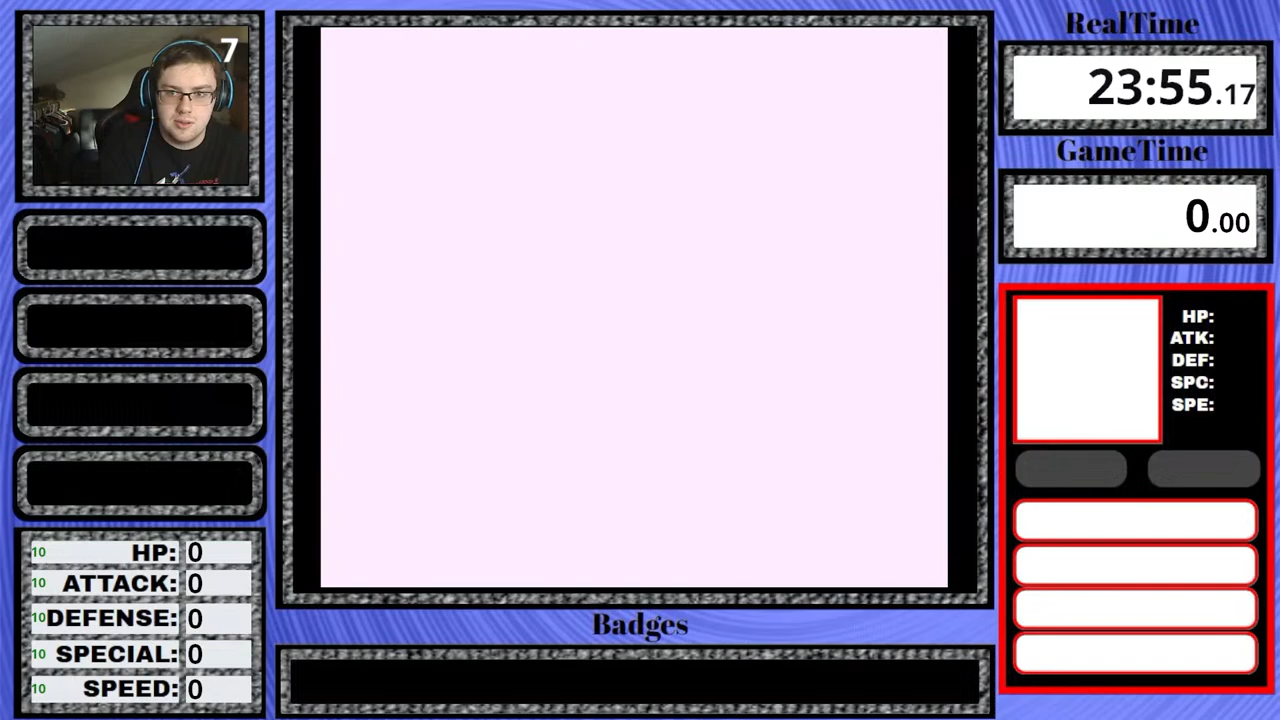 7
RealTime
23:55.17
GameTime
0.00
HP:
ATK:
DEF:
SPC:
SPE:
10 HP: 0
10 ATTACK: 0
10 DEFENSE: 0
10 SPECIAL: 0
10 SPEED: 0
Badges